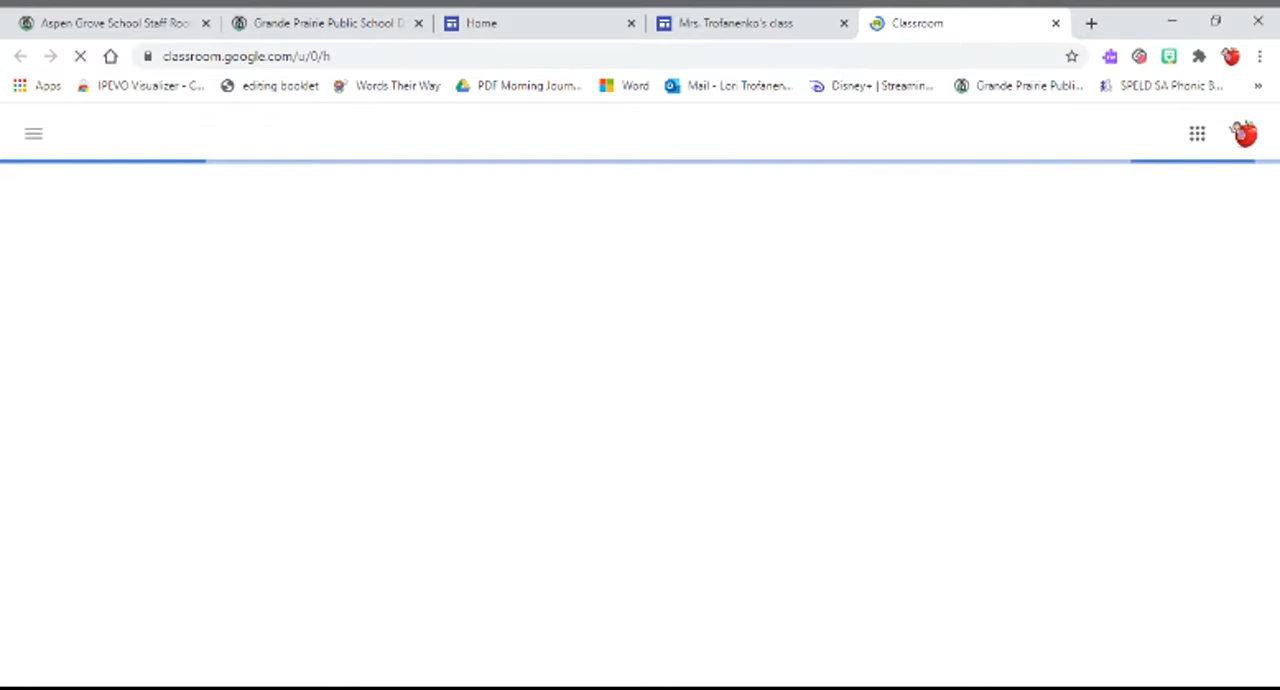 Aspen Grove School Staff Roo Grande Prairie Public School D Home Mrs. Trofanenko's class Classroom
classroom.google.com/u/0/h
Apps IPEVO Visualizer - C... editing booklet Words Their Way PDF Morning Journ... Word Mail - Lori Trofanen... Disney+ | Streamin... Grande Prairie Publi... SPELD SA Phonic B... »